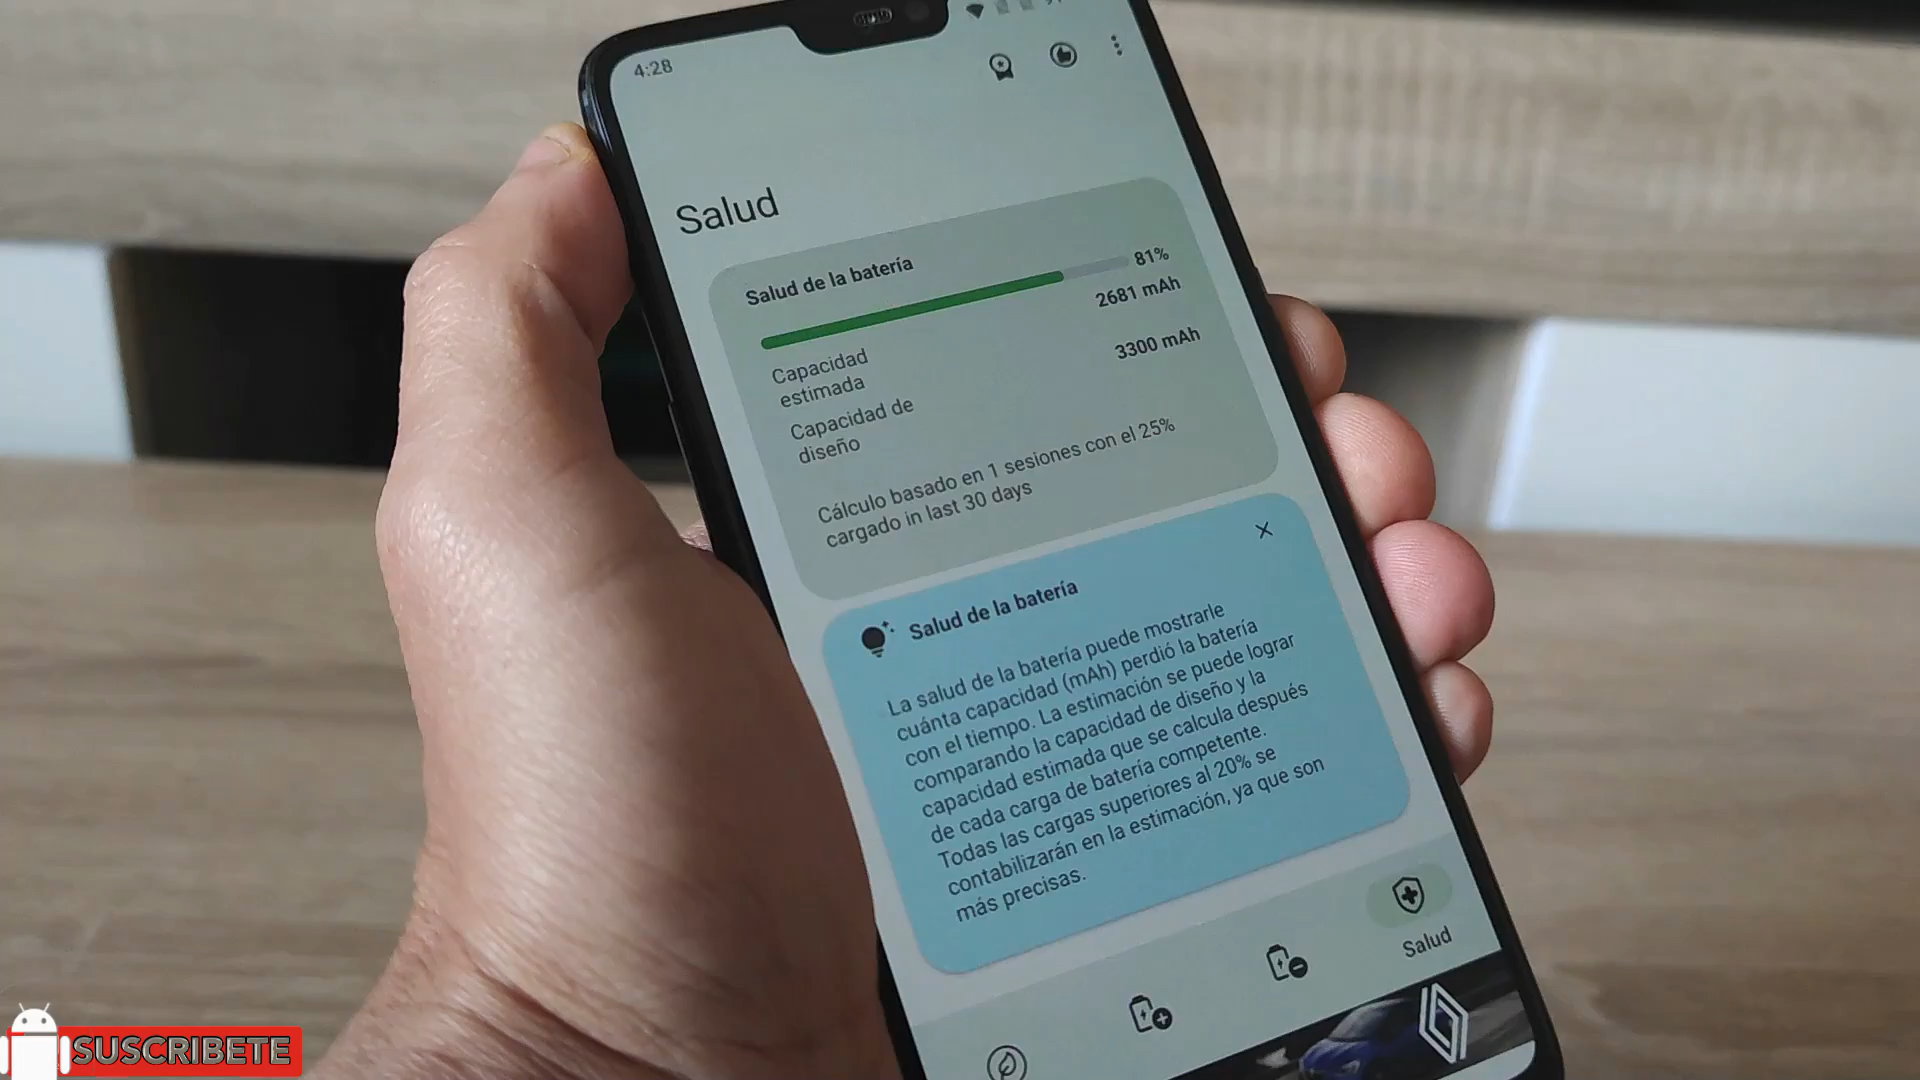 4:28
Salud
Salud de la batería
81%
2681 mAh
Capacidad
estimada
3300 mAh
Capacidad de
diseño
Cálculo basado en 1 sesiones con el 25%
cargado in last 30 days
Salud de la batería
La salud de la batería puede mostrarle
cuánta capacidad (mAh) perdió la batería
con el tiempo. La estimación se puede lograr
comparando la capacidad de diseño y la
capacidad estimada que se calcula después
de cada carga de batería competente.
Todas las cargas superiores al 20% se
contabilizarán en la estimación, ya que son
más precisas.
Salud
SUSCRIBETE